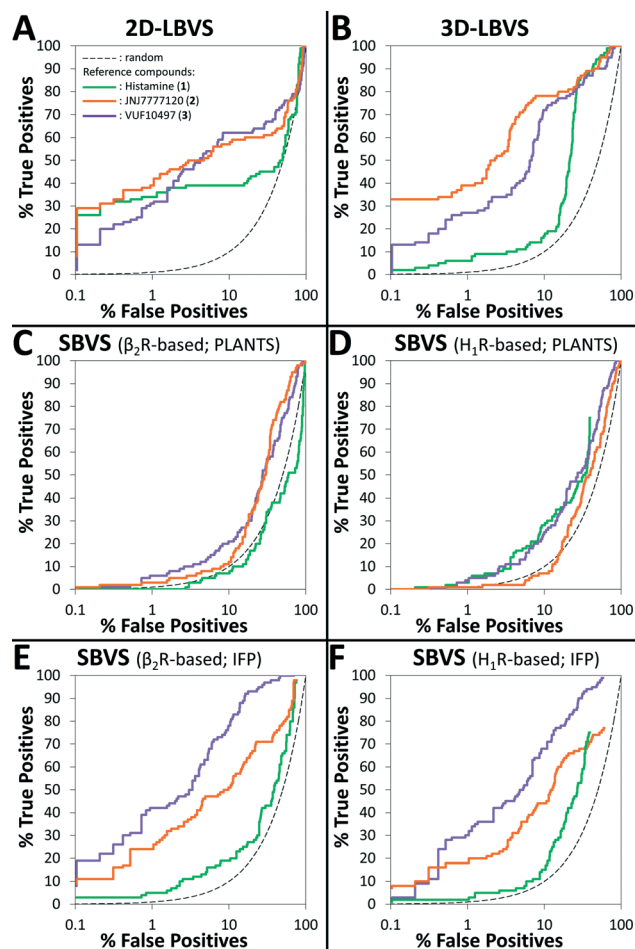 A 2D-LBVS
% True Positives
100
90
80
70
60
50
40
30
20
10
0
: random
Reference compounds:
: Histamine (1)
: JNJ7777120 (2)
: VUF10497 (3)
0.1 1 10 100
% False Positives
B 3D-LBVS
% True Positives
100
90
80
70
60
50
40
30
20
10
0
0.1 1 10 100
% False Positives
C SBVS (β₂R-based; PLANTS)
% True Positives
100
90
80
70
60
50
40
30
20
10
0
0.1 1 10 100
% False Positives
D SBVS (H₁R-based; PLANTS)
% True Positives
100
90
80
70
60
50
40
30
20
10
0
0.1 1 10 100
% False Positives
E SBVS (β₂R-based; IFP)
% True Positives
100
90
80
70
60
50
40
30
20
10
0
0.1 1 10 100
% False Positives
F SBVS (H₁R-based; IFP)
% True Positives
100
90
80
70
60
50
40
30
20
10
0
0.1 1 10 100
% False Positives